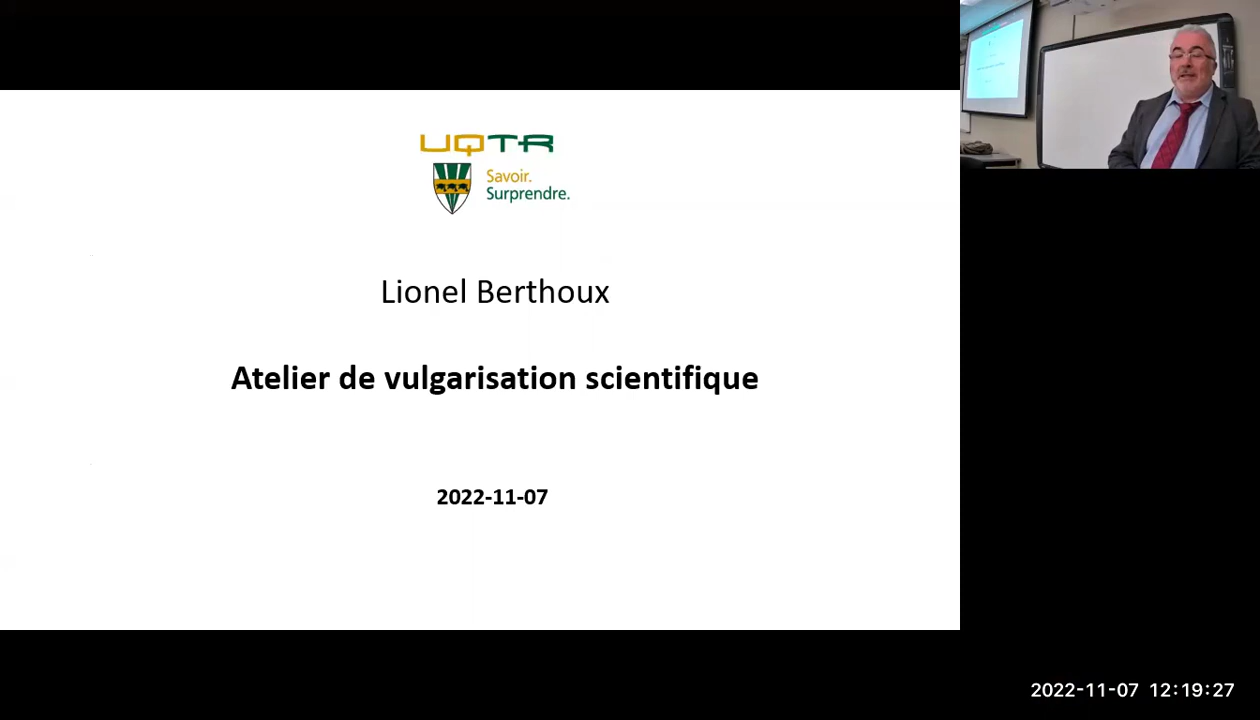 UQTR
Savoir.
Surprendre.
Lionel Berthoux
Atelier de vulgarisation scientifique
2022-11-07
2022-11-07 12:19:27